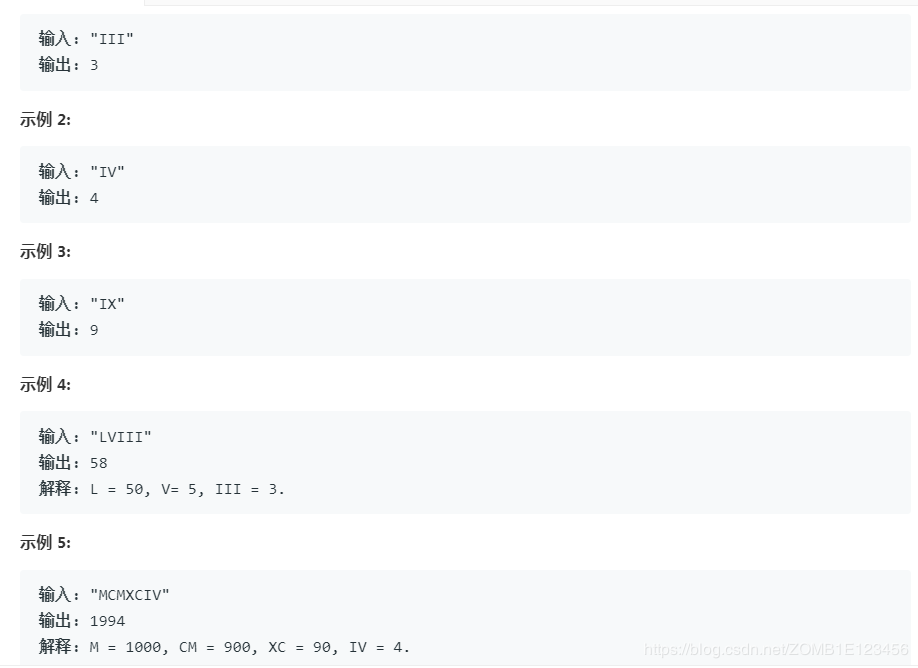 输入: "III"
输出: 3
示例 2:
输入: "IV"
输出: 4
示例 3:
输入: "IX"
输出: 9
示例 4:
输入: "LVIII"
输出: 58
解释: L = 50, V= 5, III = 3.
示例 5:
输入: "MCMXCIV"
输出: 1994
解释: M = 1000, CM = 900, XC = 90, IV = 4.
https://blog.csdn.net/ZOMB1E123456